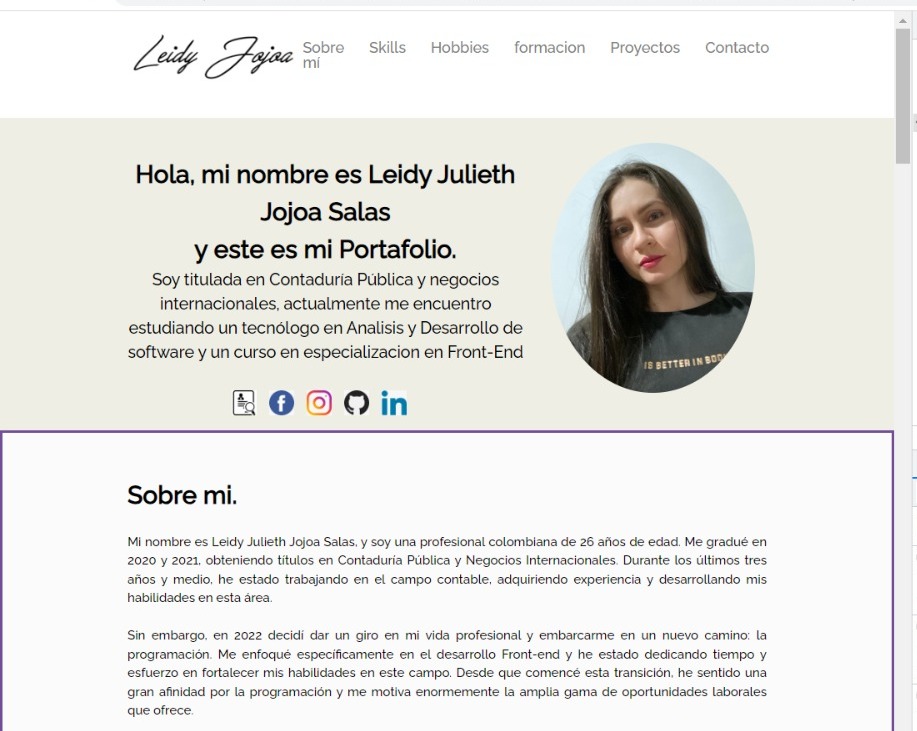 Leidy Jojoa
Sobre mí
Skills
Hobbies
formacion
Proyectos
Contacto
Hola, mi nombre es Leidy Julieth
Jojoa Salas
y este es mi Portafolio.
Soy titulada en Contaduría Pública y negocios
internacionales, actualmente me encuentro
estudiando un tecnólogo en Analisis y Desarrollo de
software y un curso en especializacion en Front-End
IS BETTER IN
Sobre mi.
Mi nombre es Leidy Julieth Jojoa Salas, y soy una profesional colombiana de 26 años de edad. Me gradué en
2020 y 2021, obteniendo títulos en Contaduría Pública y Negocios Internacionales. Durante los últimos tres
años y medio, he estado trabajando en el campo contable, adquiriendo experiencia y desarrollando mis
habilidades en esta área.
Sin embargo, en 2022 decidí dar un giro en mi vida profesional y embarcarme en un nuevo camino: la
programación. Me enfoqué específicamente en el desarrollo Front-end y he estado dedicando tiempo y
esfuerzo en fortalecer mis habilidades en este campo. Desde que comencé esta transición, he sentido una
gran afinidad por la programación y me motiva enormemente la amplia gama de oportunidades laborales
que ofrece.